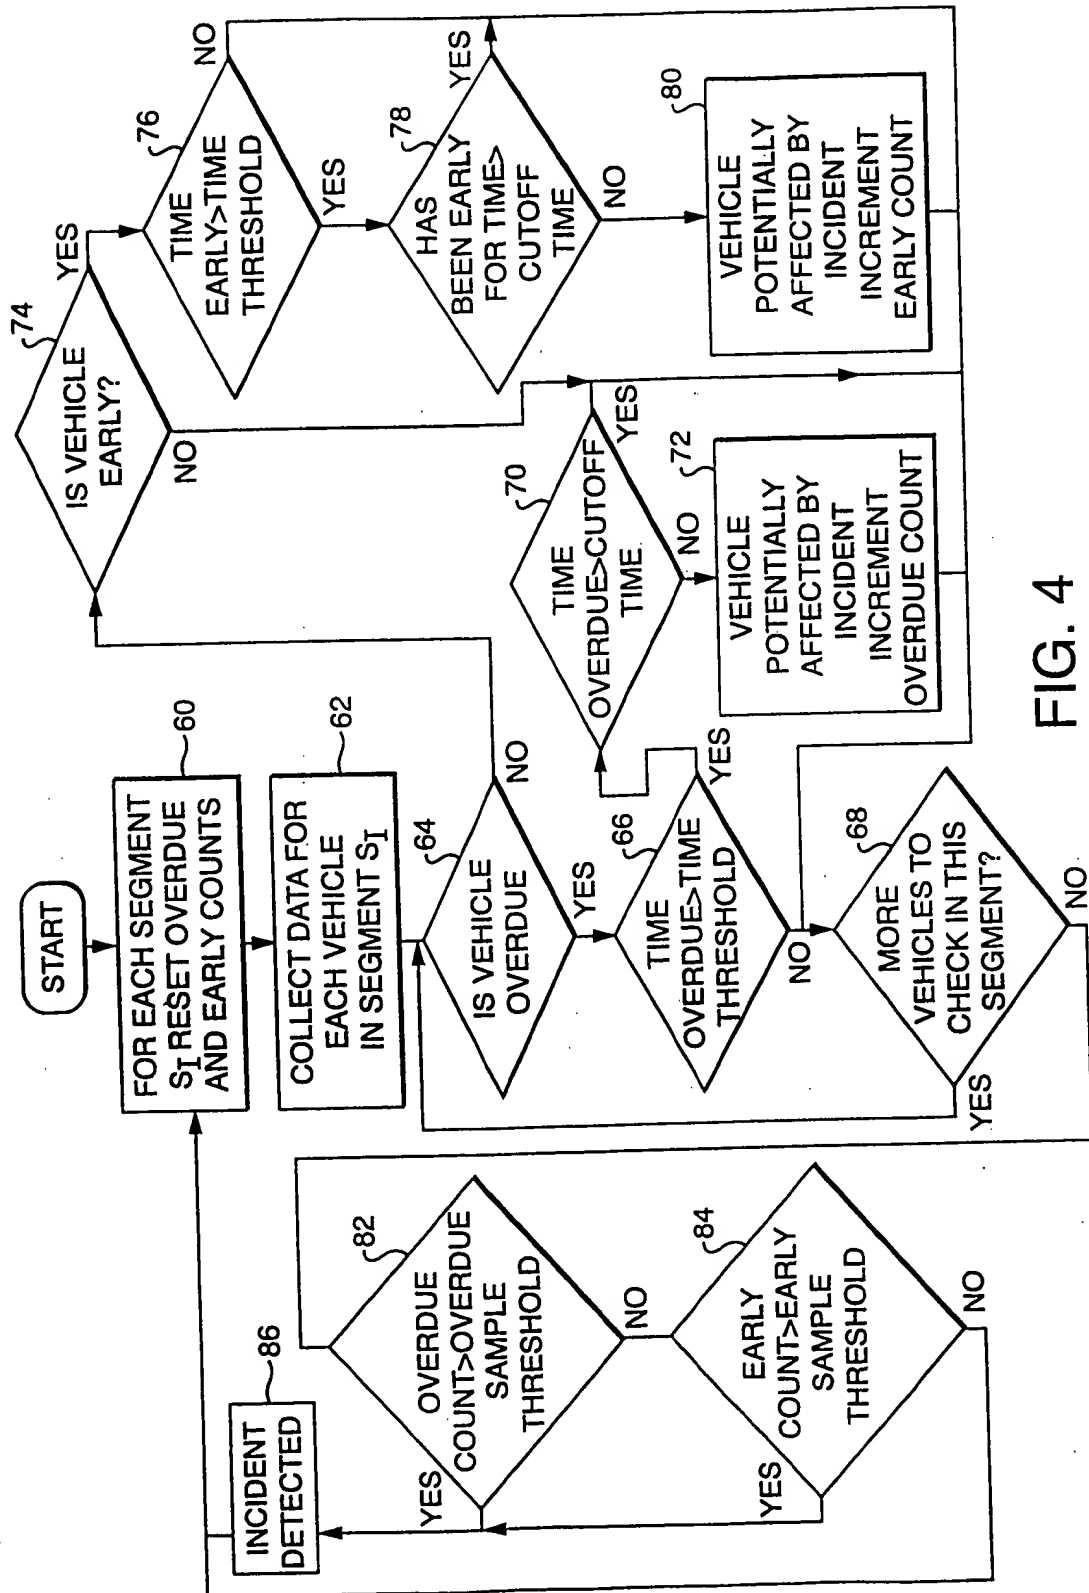 START
FOR EACH SEGMENT
S_I RESET OVERDUE
AND EARLY COUNTS
60
COLLECT DATA FOR
EACH VEHICLE
IN SEGMENT S_I
62
IS VEHICLE
OVERDUE
64
NO
YES
TIME
OVERDUE>TIME
THRESHOLD
66
YES
NO
MORE
VEHICLES TO
CHECK IN THIS
SEGMENT?
68
YES
NO
TIME
OVERDUE>CUTOFF
TIME
70
YES
NO
VEHICLE
POTENTIALLY
AFFECTED BY
INCIDENT
INCREMENT
OVERDUE COUNT
72
IS VEHICLE
EARLY?
74
YES
NO
TIME
EARLY>TIME
THRESHOLD
76
NO
YES
HAS
BEEN EARLY
FOR TIME>
CUTOFF
TIME
78
YES
NO
VEHICLE
POTENTIALLY
AFFECTED BY
INCIDENT
INCREMENT
EARLY COUNT
80
OVERDUE
COUNT>OVERDUE
SAMPLE
THRESHOLD
82
YES
NO
EARLY
COUNT>EARLY
SAMPLE
THRESHOLD
84
YES
NO
INCIDENT
DETECTED
86
FIG. 4